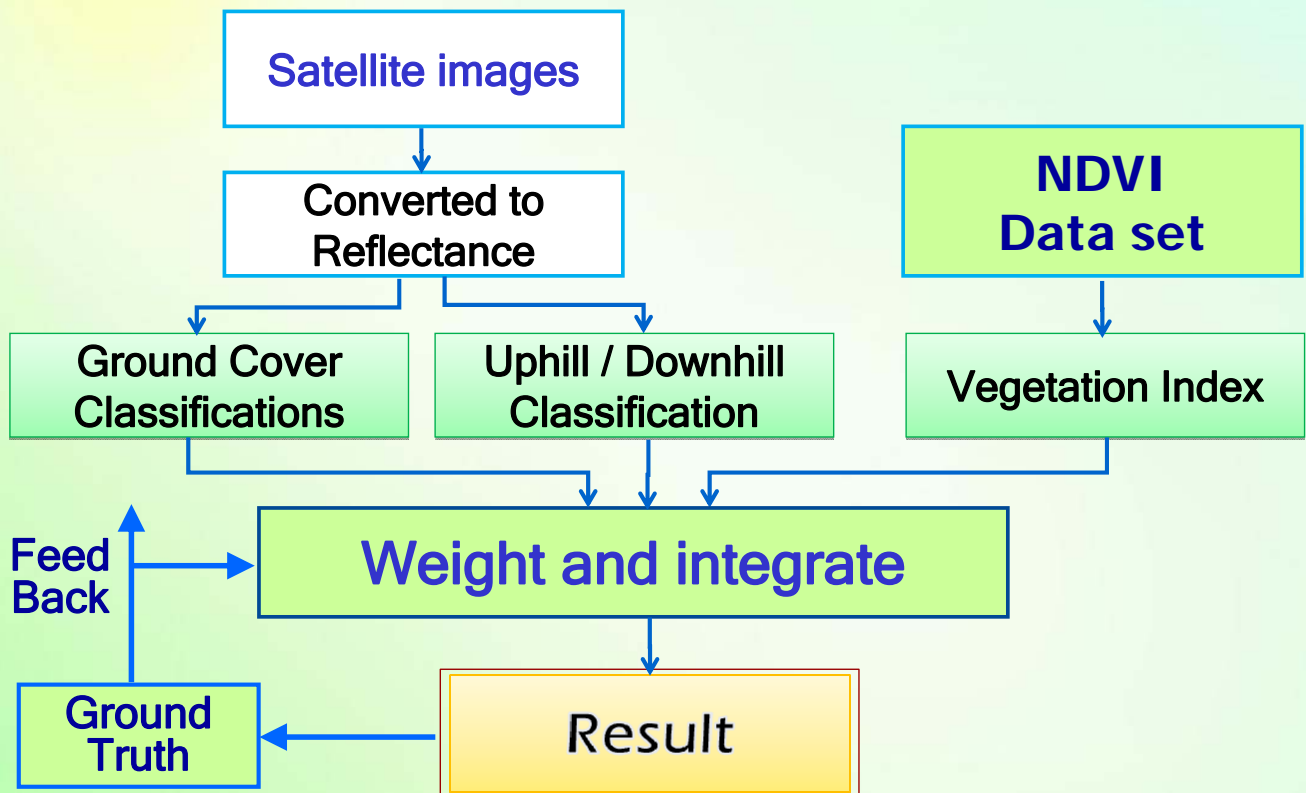 Satellite images
NDVI
Data set
Converted to
Reflectance
Ground Cover
Classifications
Uphill / Downhill
Classification
Vegetation Index
Feed
Back
Weight and integrate
Ground
Truth
Result